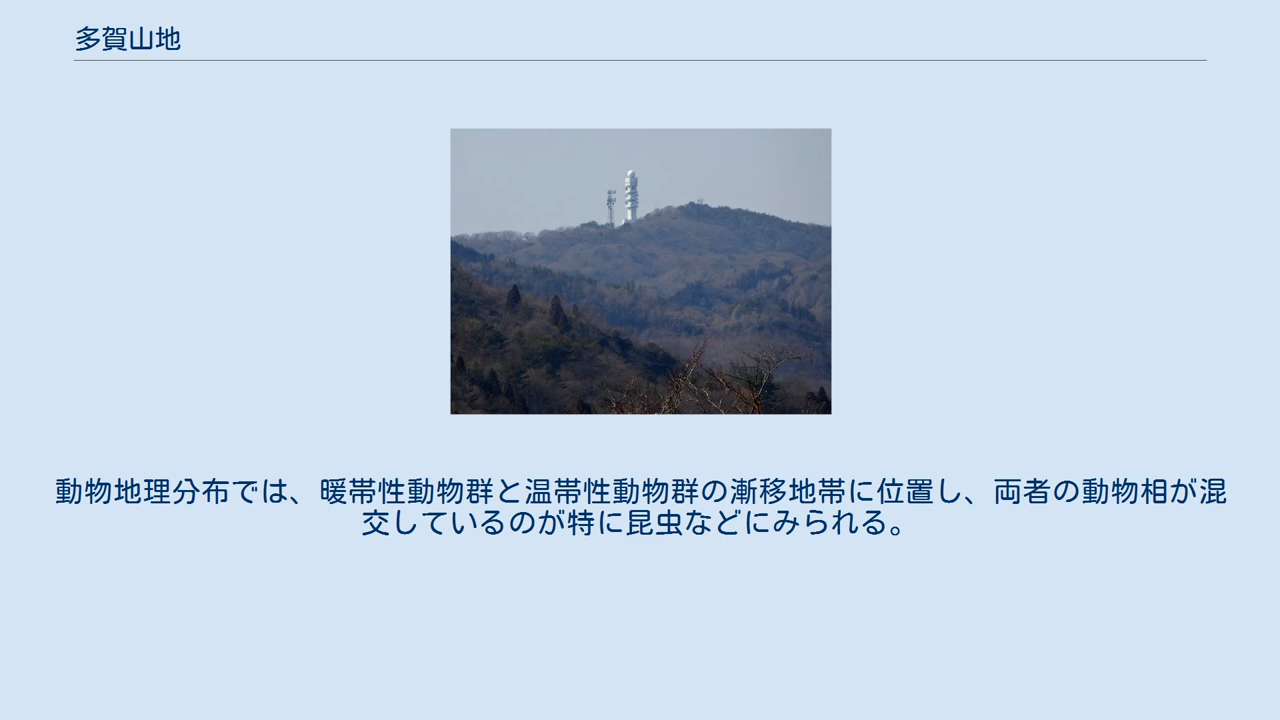 多賀山地
動物地理分布では、暖帯性動物群と温帯性動物群の漸移地帯に位置し、両者の動物相が混
交しているのが特に昆虫などにみられる。